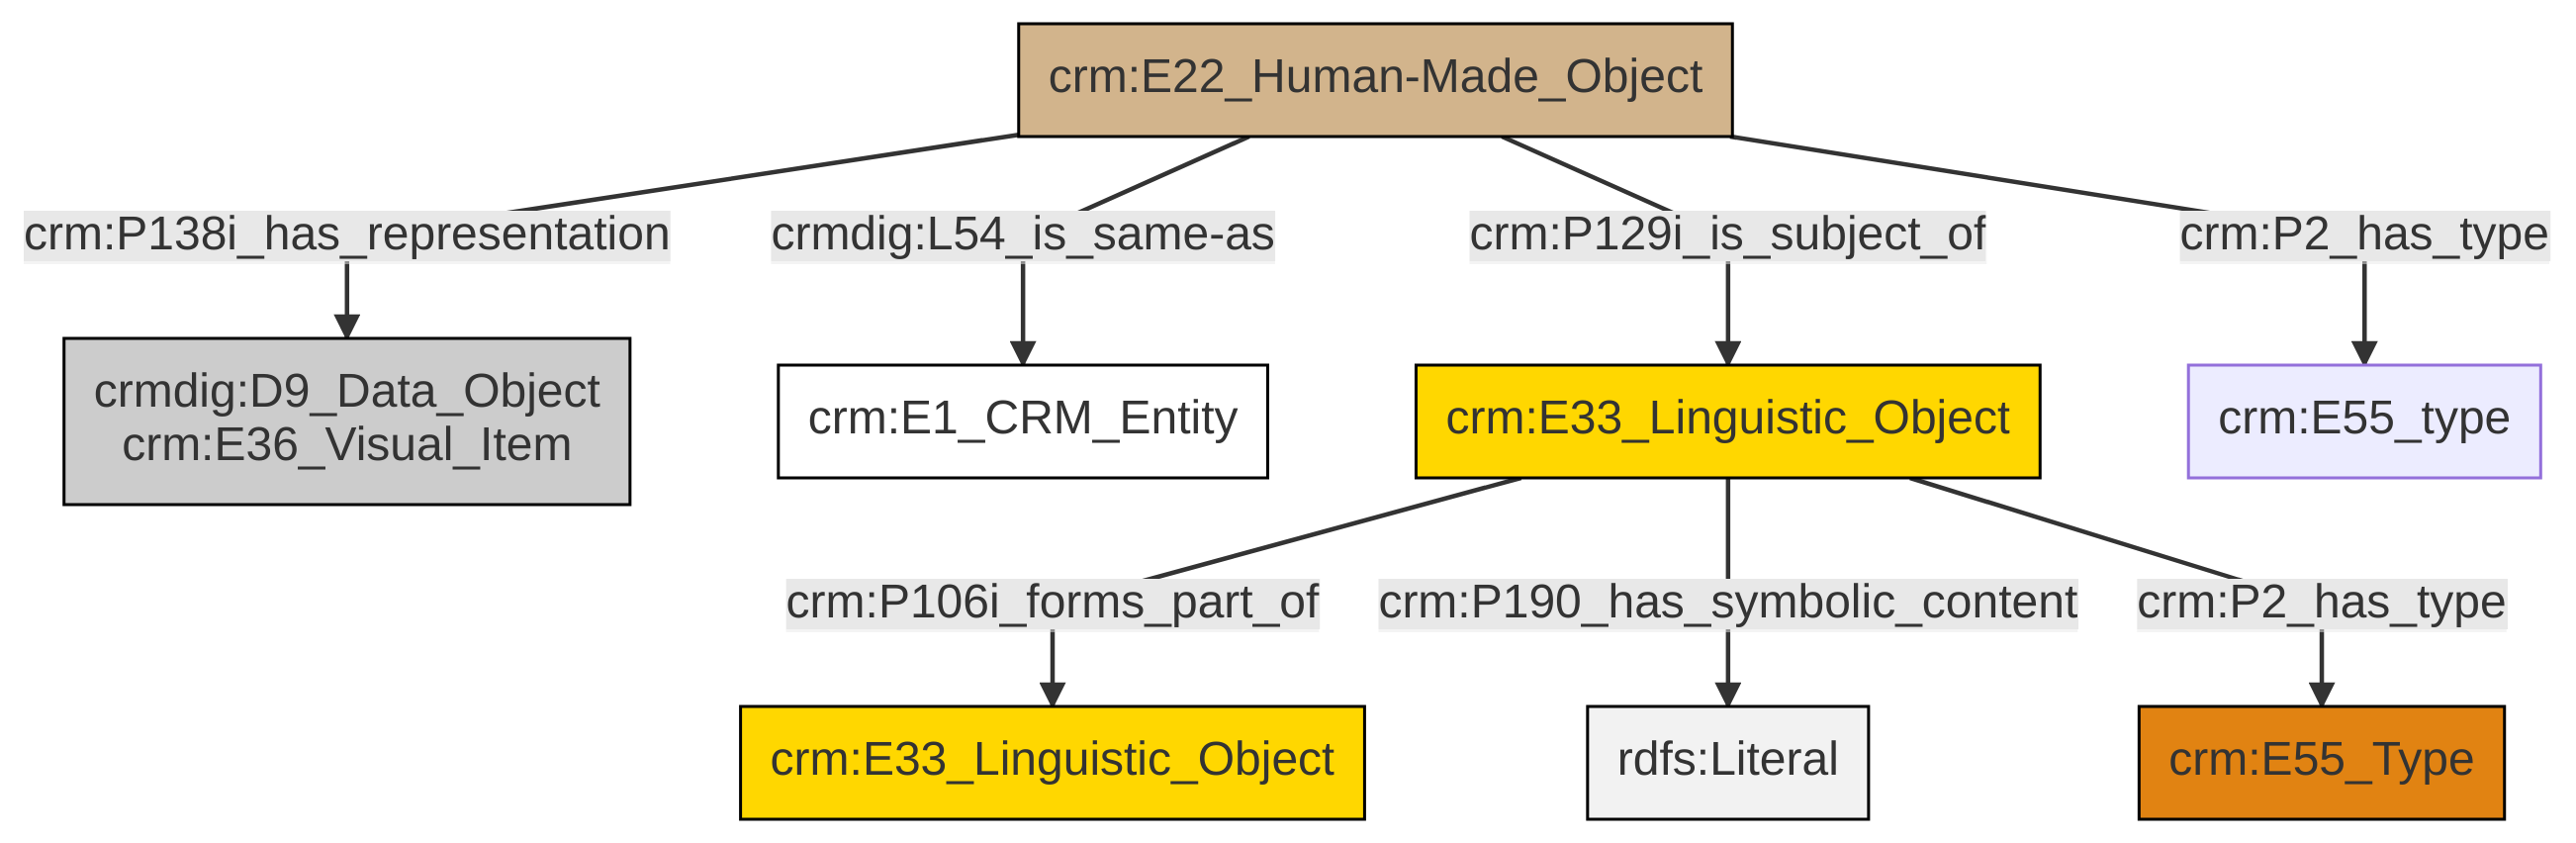 crm:E22_Human-Made_Object
crm:P138i_has_representation
crmdig:L54_is_same-as
crm:P129i_is_subject_of
crm:P2_has_type
crmdig:D9_Data_Object
crm:E36_Visual_Item
crm:E1_CRM_Entity
crm:E33_Linguistic_Object
crm:E55_type
crm:P106i_forms_part_of
crm:P190_has_symbolic_content
crm:P2_has_type
crm:E33_Linguistic_Object
rdfs:Literal
crm:E55_Type